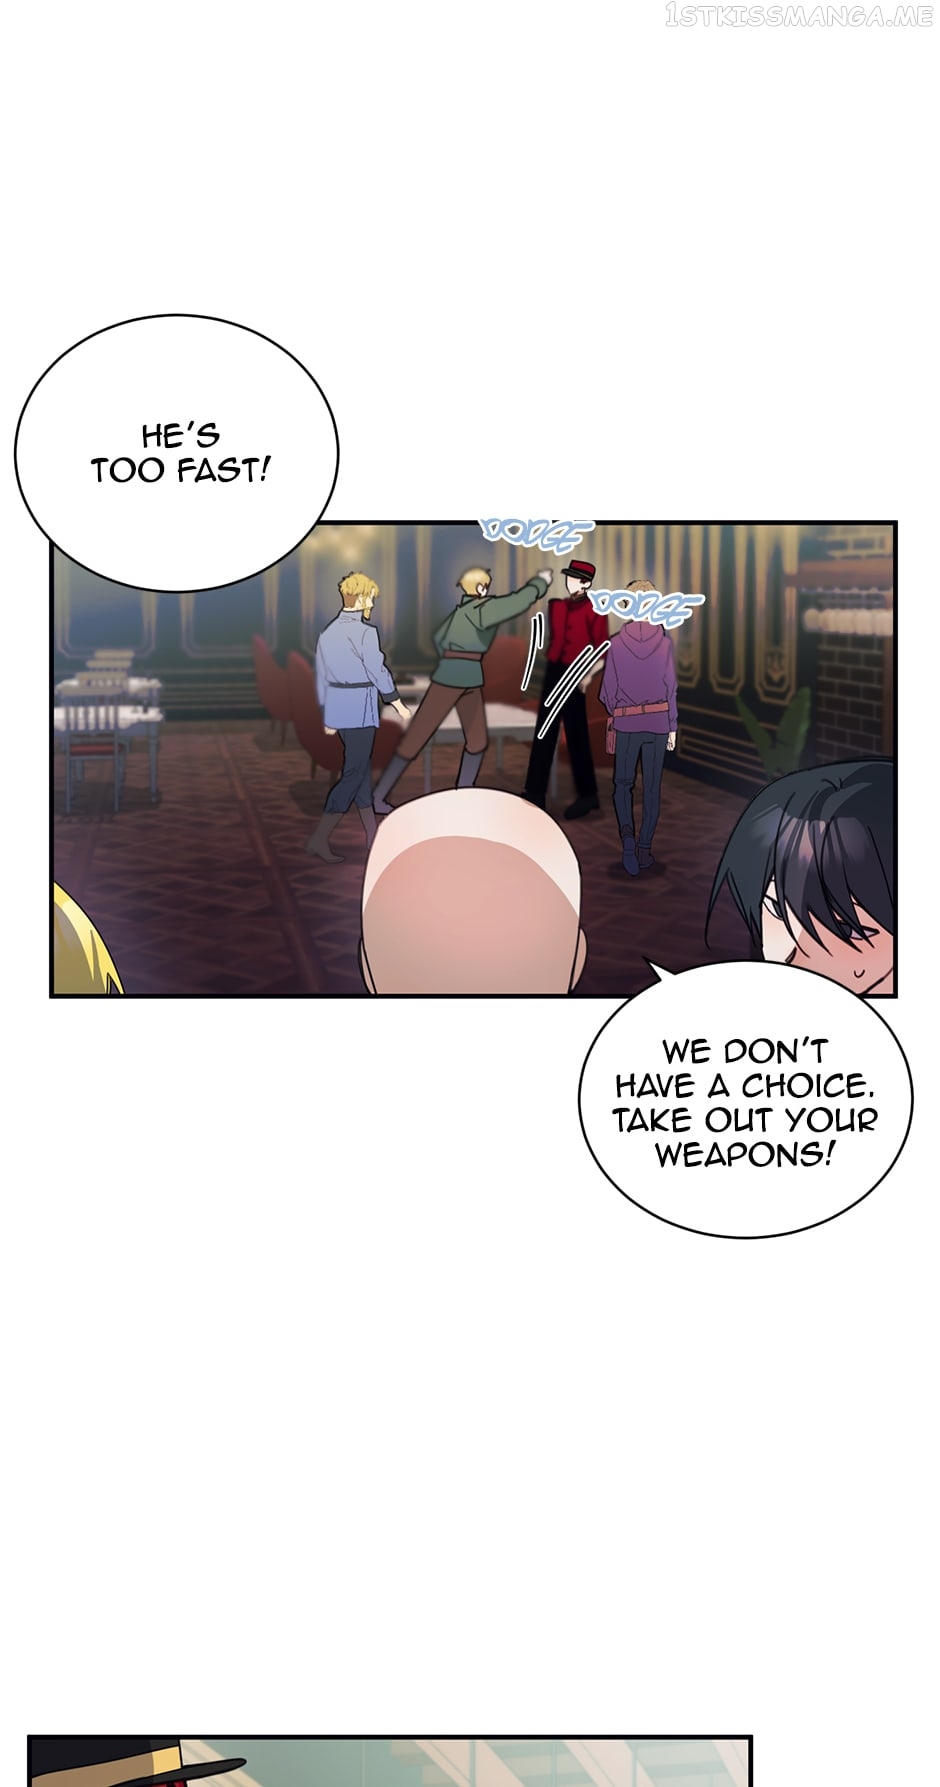 1STKISSMANGA.ME
HE'S
TOO FAST!
DODGE
DODGE
WE DON'T
HAVE A CHOICE.
TAKE OUT YOUR
WEAPONS!